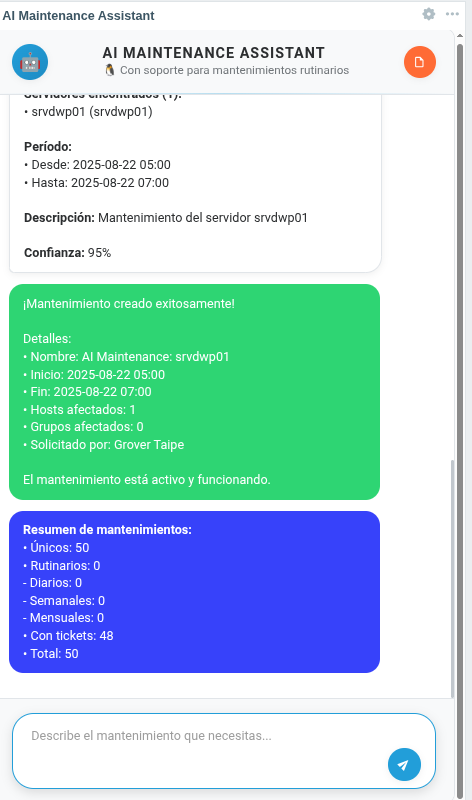 AI Maintenance Assistant
AI MAINTENANCE ASSISTANT
Con soporte para mantenimientos rutinarios
Servidores encontrados (1):
• srvdwp01 (srvdwp01)
Período:
• Desde: 2025-08-22 05:00
• Hasta: 2025-08-22 07:00
Descripción: Mantenimiento del servidor srvdwp01
Confianza: 95%
¡Mantenimiento creado exitosamente!
Detalles:
• Nombre: AI Maintenance: srvdwp01
• Inicio: 2025-08-22 05:00
• Fin: 2025-08-22 07:00
• Hosts afectados: 1
• Grupos afectados: 0
• Solicitado por: Grover Taipe
El mantenimiento está activo y funcionando.
Resumen de mantenimientos:
• Únicos: 50
• Rutinarios: 0
- Diarios: 0
- Semanales: 0
- Mensuales: 0
• Con tickets: 48
• Total: 50
Describe el mantenimiento que necesitas...